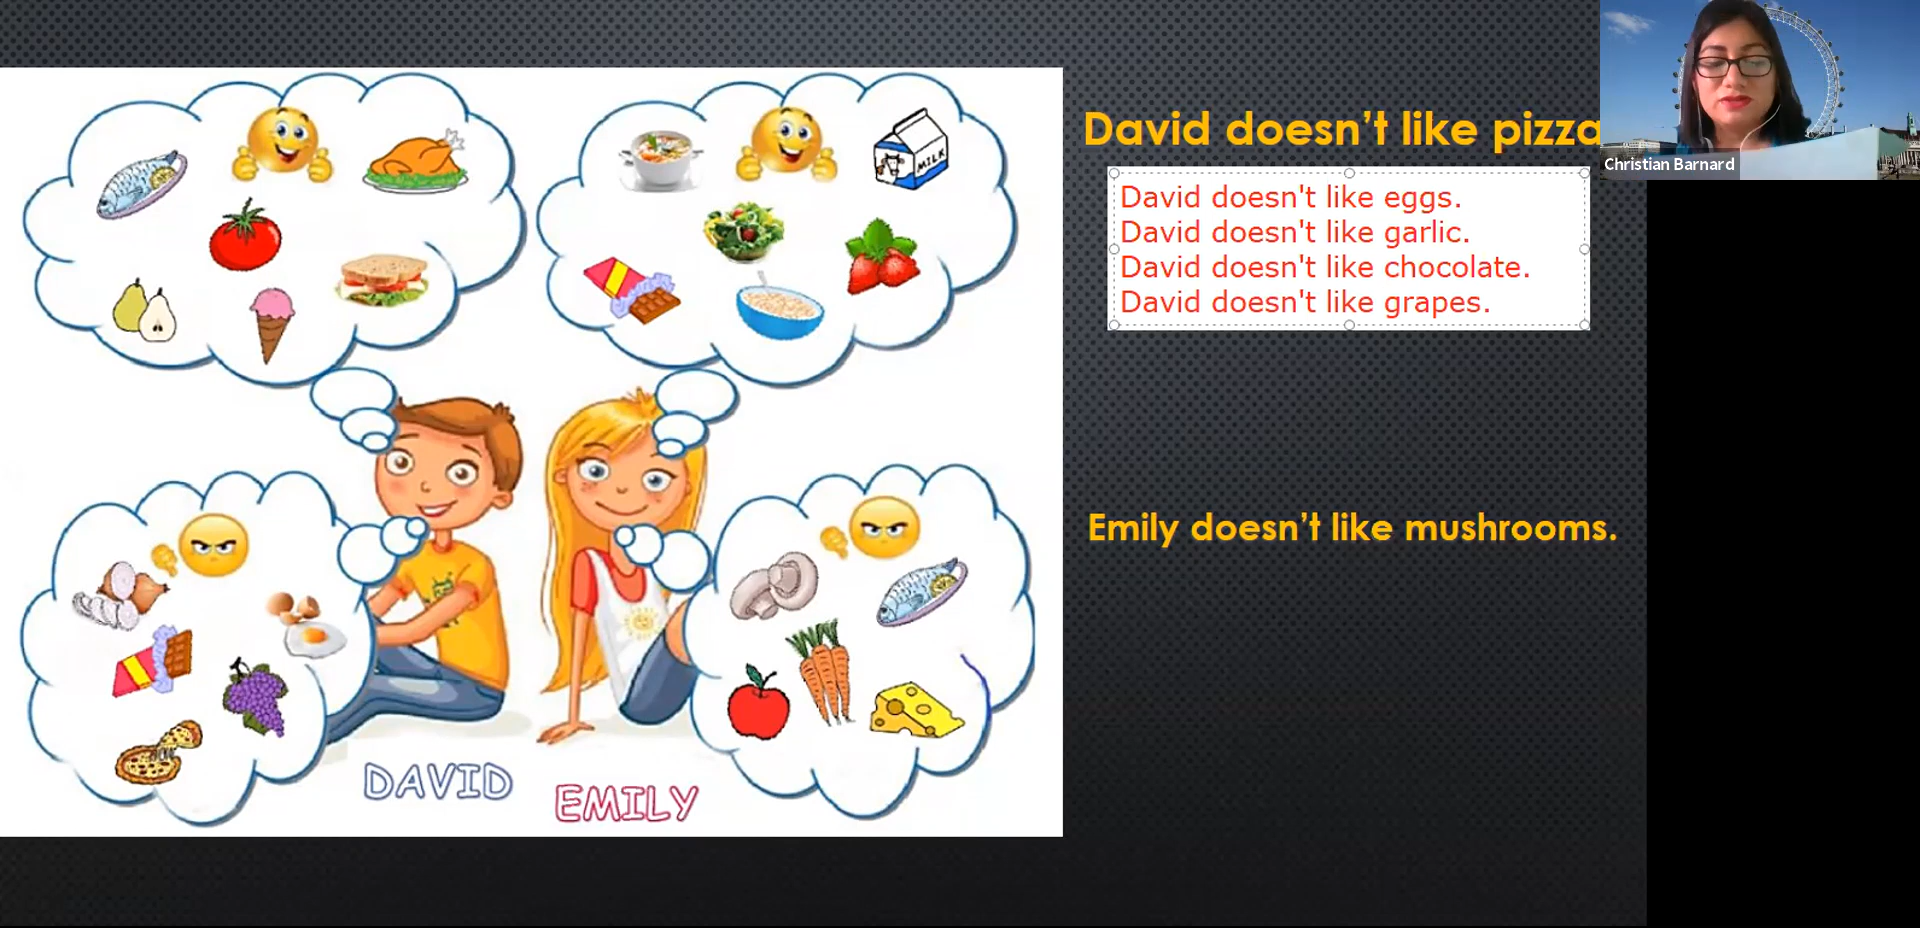 David doesn't like pizza
David doesn't like eggs.
David doesn't like garlic.
David doesn't like chocolate.
David doesn't like grapes.
Emily doesn't like mushrooms.
MILK
DAVID
EMILY
Christian Barnard